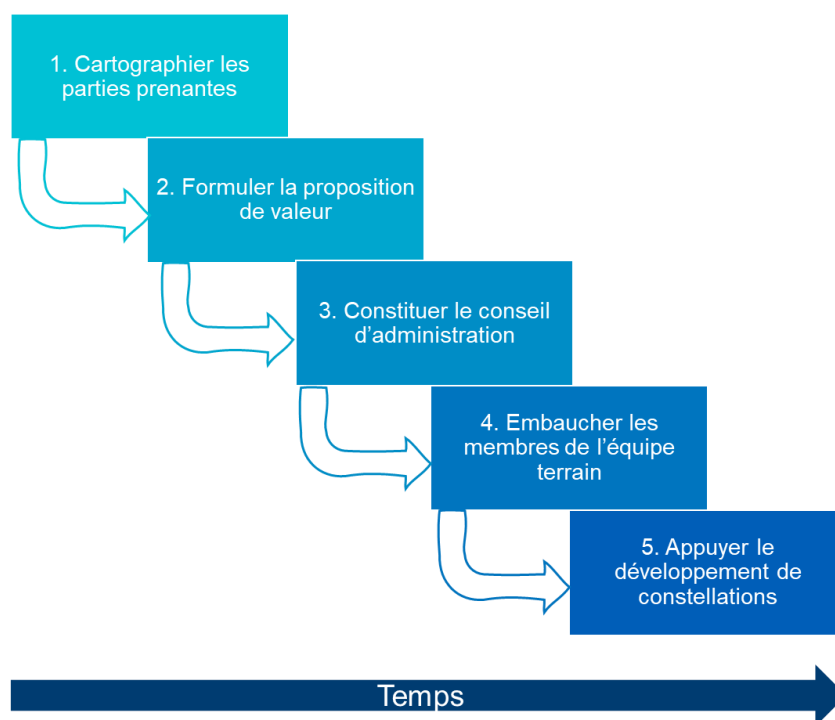 1. Cartographier les
parties prenantes
2. Formuler la proposition
de valeur
3. Constituer le conseil
d’administration
4. Embaucher les
membres de l’équipe
terrain
5. Appuyer le
développement de
constellations
Temps